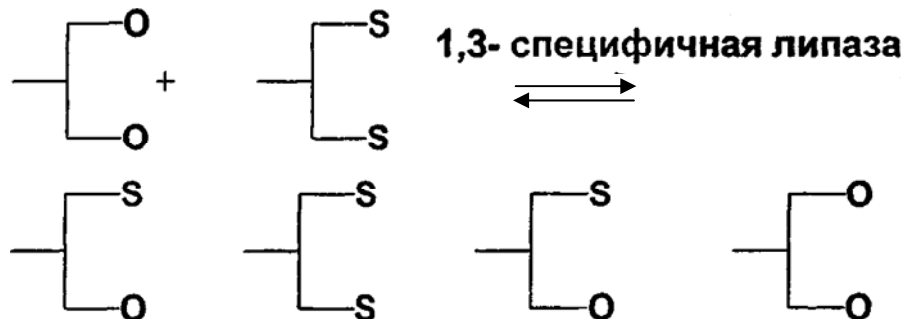 O S 1,3- специфичная липаза
+
O S
S S S O
O S O O